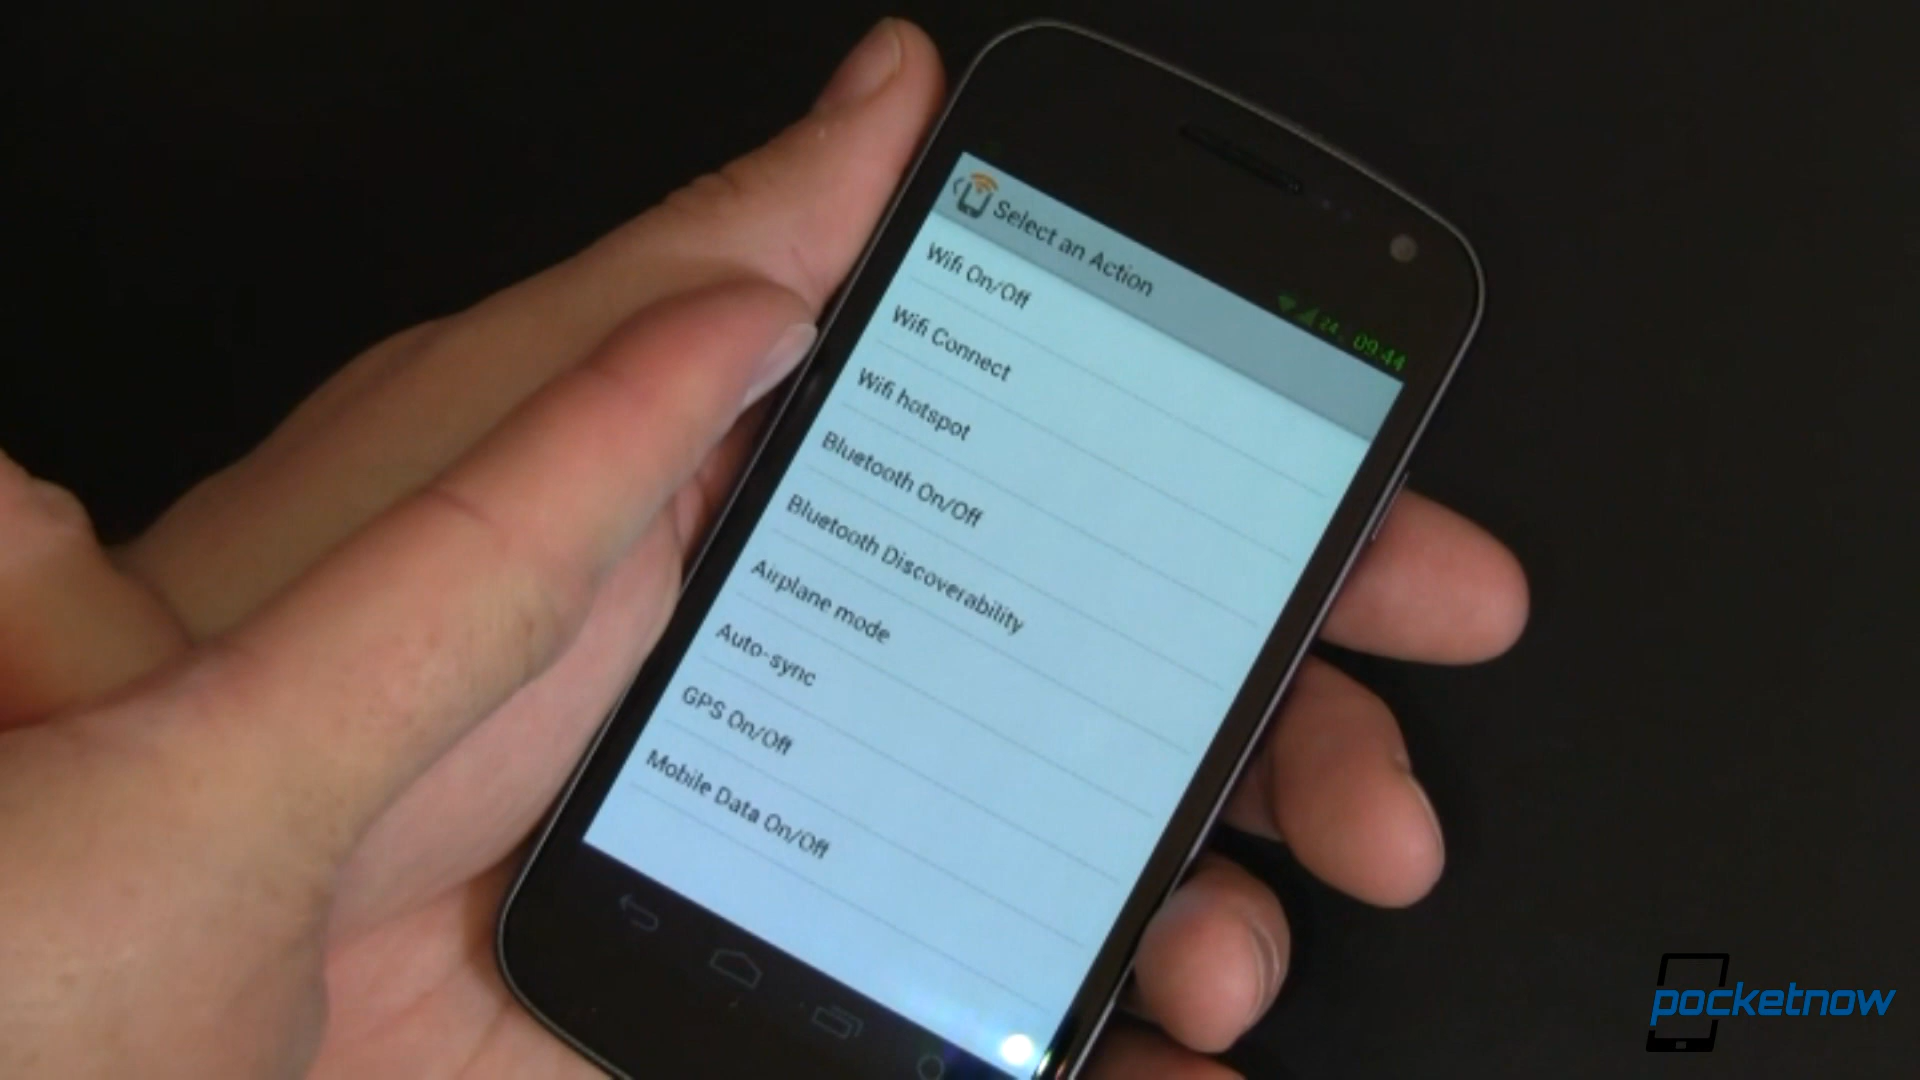 24
09:44
Select an Action
Wifi On/Off
Wifi Connect
Wifi hotspot
Bluetooth On/Off
Bluetooth Discoverability
Airplane mode
Auto-sync
GPS On/Off
Mobile Data On/Off
pocketnow